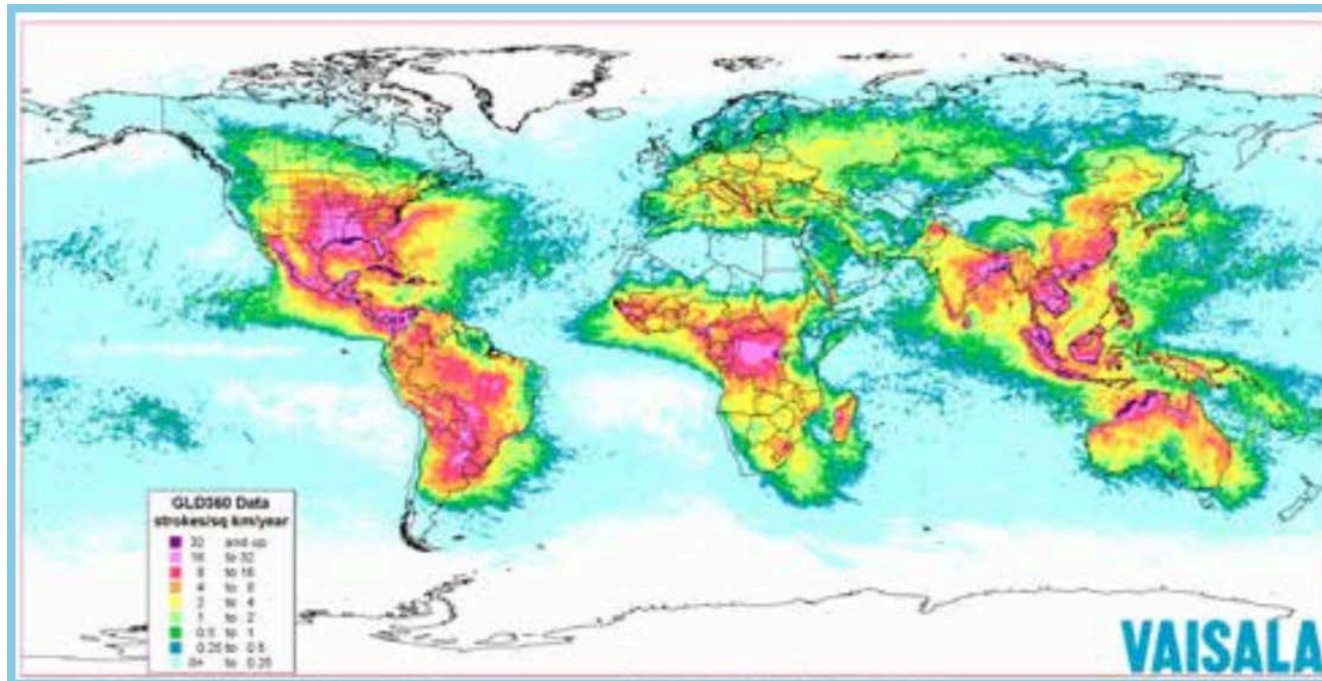 GLD360 Data
strokes/sq km/year
32 and up
16 to 32
8 to 16
4 to 8
2 to 4
1 to 2
0.5 to 1
0.25 to 0.5
0+ to 0.25
VAISALA